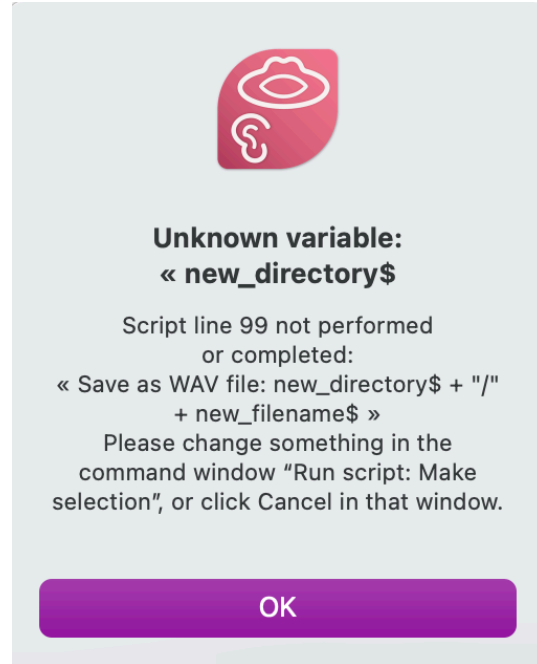 Unknown variable:
« new_directory$
Script line 99 not performed
or completed:
« Save as WAV file: new_directory$ + "/"
+ new_filename$ »
Please change something in the
command window “Run script: Make
selection”, or click Cancel in that window.
OK